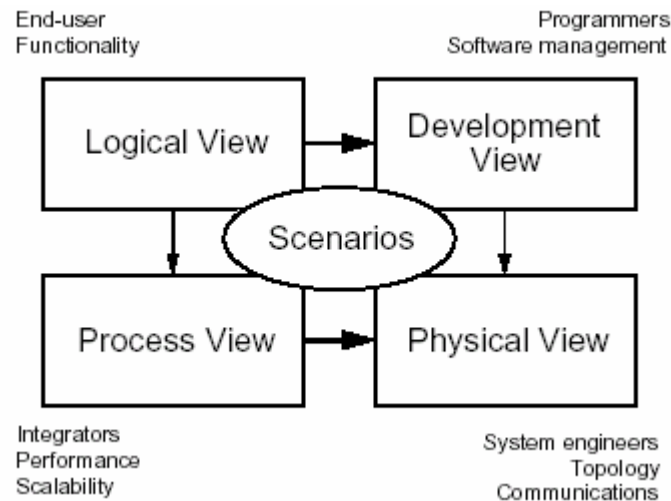 End-user
Functionality
Programmers
Software management
Logical View
Development
View
Scenarios
Process View
Physical View
Integrators
Performance
Scalability
System engineers
Topology
Communications